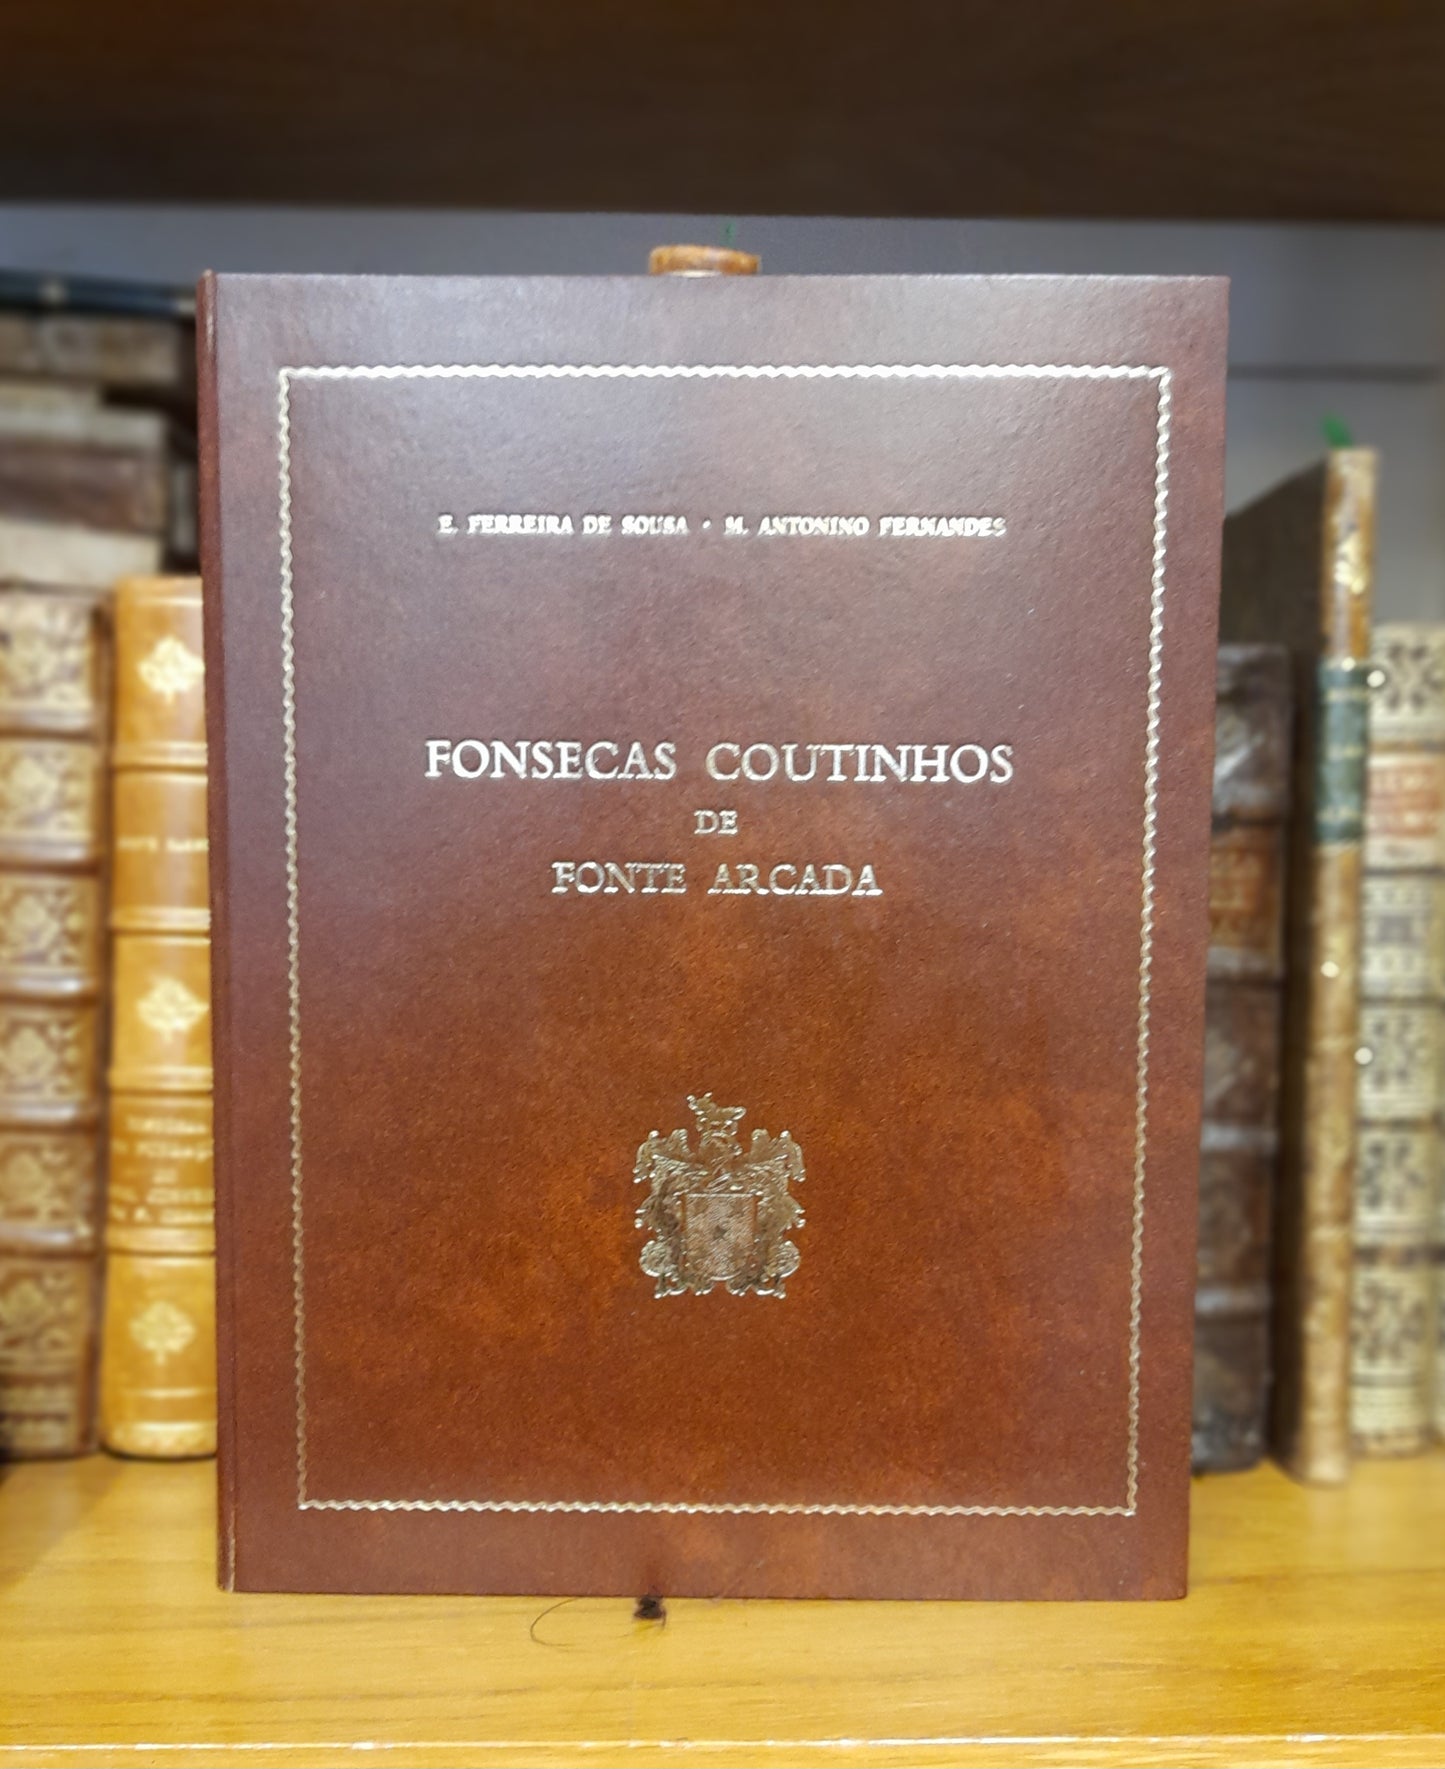 E. FERREIRA DE SOUSA · M. ANTONINO FERNANDES
FONSECAS COUTINHOS
DE
FONTE ARCADA